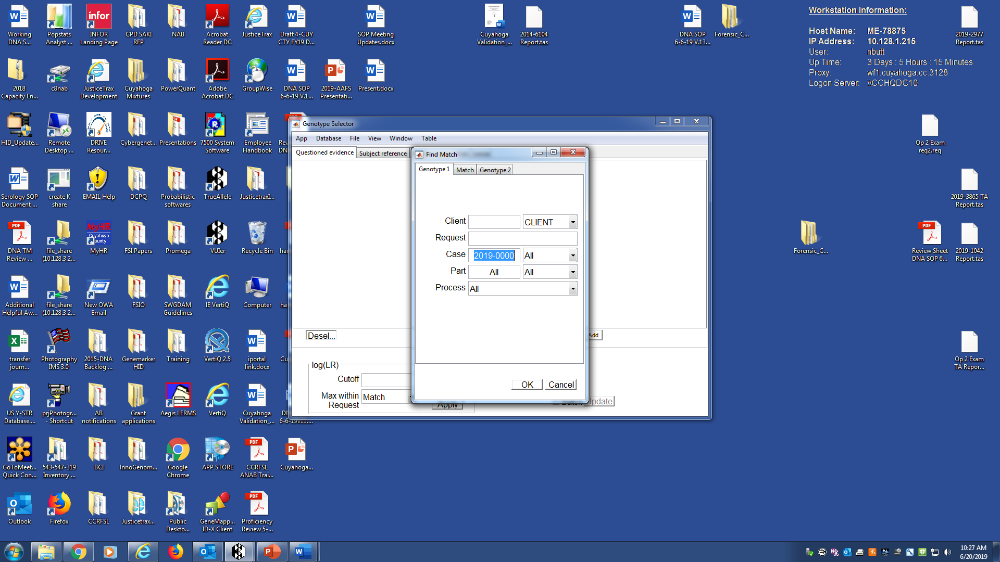 Working
DNA S...
Popstats
Analyst ...
infor
INFOR
Landing Page
CPD SAKI
RFP
NAB
Acrobat
Reader DC
JusticeTrax
Draft 4-CUY
CTY FY19 D...
SOP Meeting
Updates.docx
Cuyahoga
Validation_...
2014-6104
Report.tas
DNA SOP
6-6-19 V.13...
Forensic_C...
Workstation Information:
Host Name: ME-78875
IP Address: 10.128.1.215
User: nbutt
Up Time: 3 Days : 5 Hours : 15 Minutes
Proxy: wf1.cuyahoga.cc:3128
Logon Server: \\CCHQDC10
2019-2977
Report.tas
2018
Capacity En...
c8nab
JusticeTrax
Development
Cuyahoga
Mixtures
PowerQuant
Adobe
Acrobat DC
GroupWise
DNA SOP
6-6-19 V.1...
2019-AAFS
Presentati...
Present.docx
HID_Update...
Remote
Desktop ...
DRIVE
Resour...
Cybergenet...
Presentations
7500 System
Software
Employee
Handbook
Op 2 Exam
req2.req
Serology SOP
Document ...
create K
share
EMAIL Help
DCPQ
Probabilistic
softwares
TrueAllele
JusticetraxI...
2019-3865 TA
Report.tas
PDF
DNA TM
Review ...
file_share
(10.128.3.2...
MyHR
Cuyahoga
County
MyHR
FSI Papers
Promega
VUIer
Recycle Bin
Forensic_C...
PDF
Review Sheet
DNA SOP 6...
2019-1042
Report.tas
Additional
Helpful Aw...
file_share
(10.128.3.2...
New OWA
Email
FSIO
SWGDAM
Guidelines
IE VertiQ
Computer
transfer
journ...
Photography
IMS 3.0
2015-DNA
Backlog ...
Genemarker
HID
Training
VertiQ 2.5
iportal
link.docx
Op 2 Exam
TA Repor...
US Y-STR
Database....
prjPhotogr...
- Shortcut
AB
notifications
Grant
applications
Aegis LERMS
VertiQ
Cuyahoga
Validation_...
6-6-19v11....
GoToMeet...
Quick Con...
543-547-319
Inventory ...
BCI
InnoGenom...
Google
Chrome
APP STORE
PDF
CCRFSL
ANAB Trai...
Cuyahoga...
Outlook
Firefox
CCRFSL
Justicetrax...
Public
Deskto...
GeneMapp...
ID-X Client
PDF
Proficiency
Review 5-...
Genotype Selector
App Database File View Window Table
Questioned evidence Subject reference
Desel...
Add
log(LR)
Cutoff
Max within
Request
Match
Apply
Update
Find Match
Genotype 1 Match Genotype 2
Client CLIENT
Request
Case 2019-0000 All
Part All All
Process All
OK Cancel
10:27 AM
6/20/2019